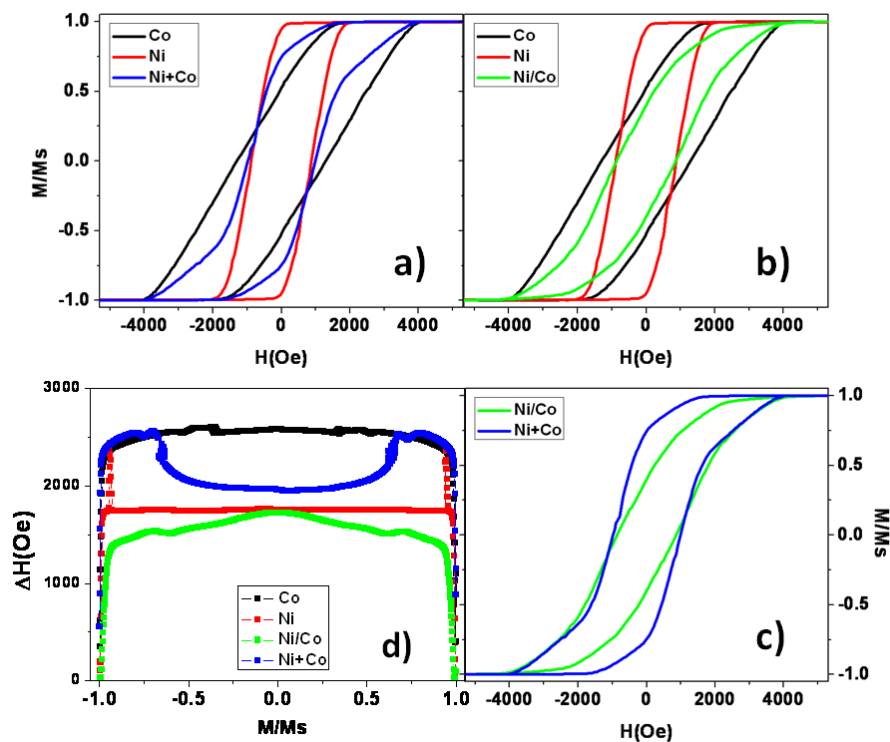 Co
Ni
Ni+Co
M/Ms
1.0
0.5
0.0
-0.5
-1.0
a)
-4000 -2000 0 2000 4000
H(Oe)
Co
Ni
Ni/Co
b)
-4000 -2000 0 2000 4000
H(Oe)
3000
2000
1000
0
ΔH(Oe)
Co
Ni
Ni/Co
Ni+Co
d)
-1.0 -0.5 0.0 0.5 1.0
M/Ms
Ni/Co
Ni+Co
1.0
0.5
0.0
-0.5
-1.0
M/Ms
c)
-4000 -2000 0 2000 4000
H(Oe)